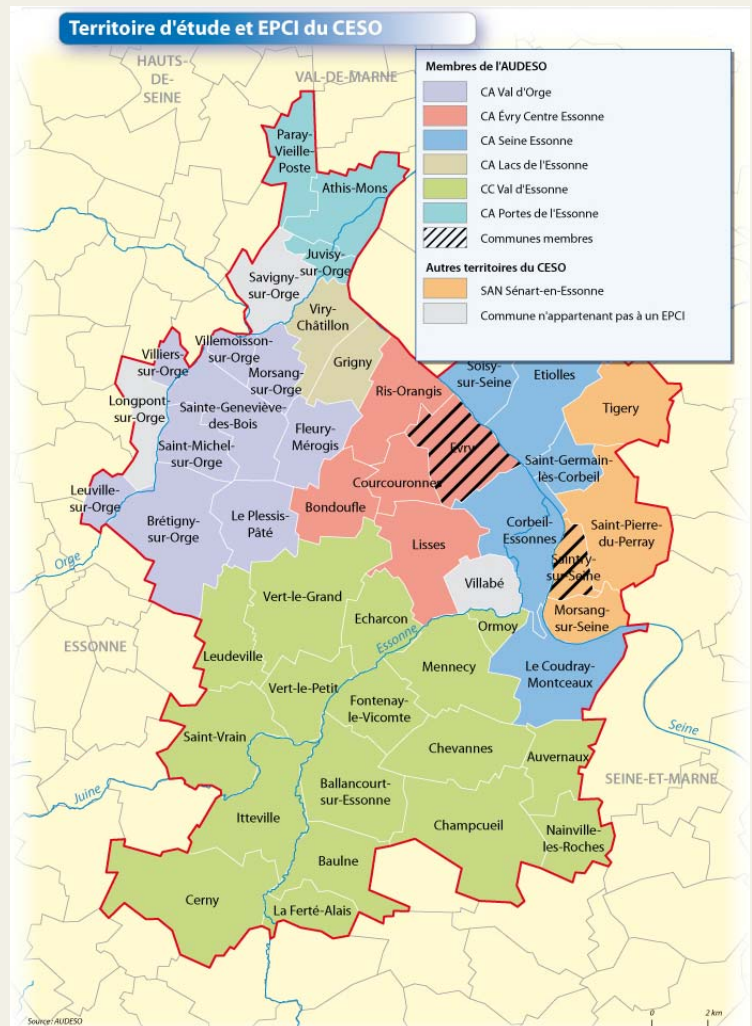 Territoire d'étude et EPCI du CESO
HAUTS-
DE-
SEINE
VAL-DE-MARNE
Membres de l'AUDESO
CA Val d'Orge
CA Évry Centre Essonne
CA Seine Essonne
CA Lacs de l'Essonne
CC Val d'Essonne
CA Portes de l'Essonne
Communes membres
Autres territoires du CESO
SAN Sénart-en-Essonne
Commune n'appartenant pas à un EPCI
Paray-
Vieille-
Poste
Athis-Mons
Juvisy-
sur-Orge
Savigny-
sur-Orge
Viry-
Châtillon
Grigny
Villemoisson-
sur-Orge
Villiers-
sur-Orge
Morsang-
sur-Orge
Longpont-
sur-Orge
Sainte-Geneviève-
des-Bois
Fleury-
Mérogis
Saint-Michel-
sur-Orge
Leuville-
sur-Orge
Brétigny-
sur-Orge
Le Plessis-
Pâté
Ris-Orangis
Evry
Courcouronnes
Bondoufle
Lisses
Soisy-
sur-Seine
Etiolles
Tigery
Saint-Germain-
lès-Corbeil
Corbeil-
Essonnes
Saint-Pierre-
du-Perray
Saintry-
sur-Seine
Morsang-
sur-Seine
Villabé
Le Coudray-
Montceaux
Orge
ESSONNE
Vert-le-Grand
Echarcon
Essonne
Ormoy
Leudeville
Mennecy
Vert-le-Petit
Fontenay-
le-Vicomte
Saint-Vrain
Chevannes
Auvernaux
Seine
SEINE-ET-MARNE
Juine
Itteville
Ballancourt-
sur-Essonne
Champcueil
Nainville-
les-Roches
Baulne
Cerny
La Ferté-Alais
Source: AUDESO
0 2 km